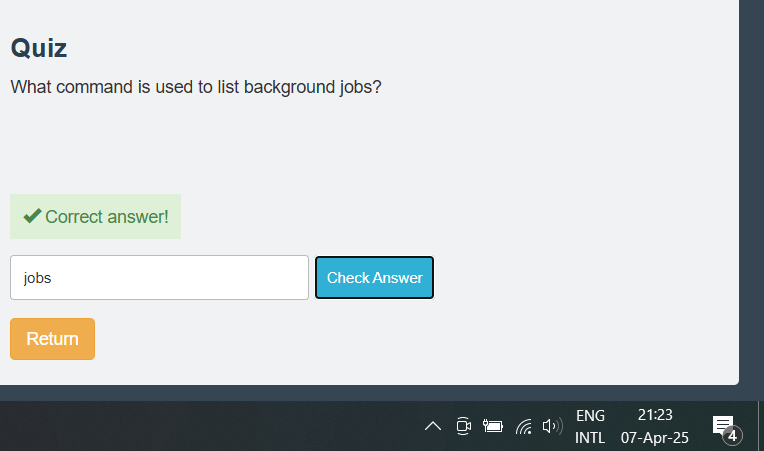 Quiz
What command is used to list background jobs?
Correct answer!
jobs
Check Answer
Return
ENG
21:23
INTL
07-Apr-25
4